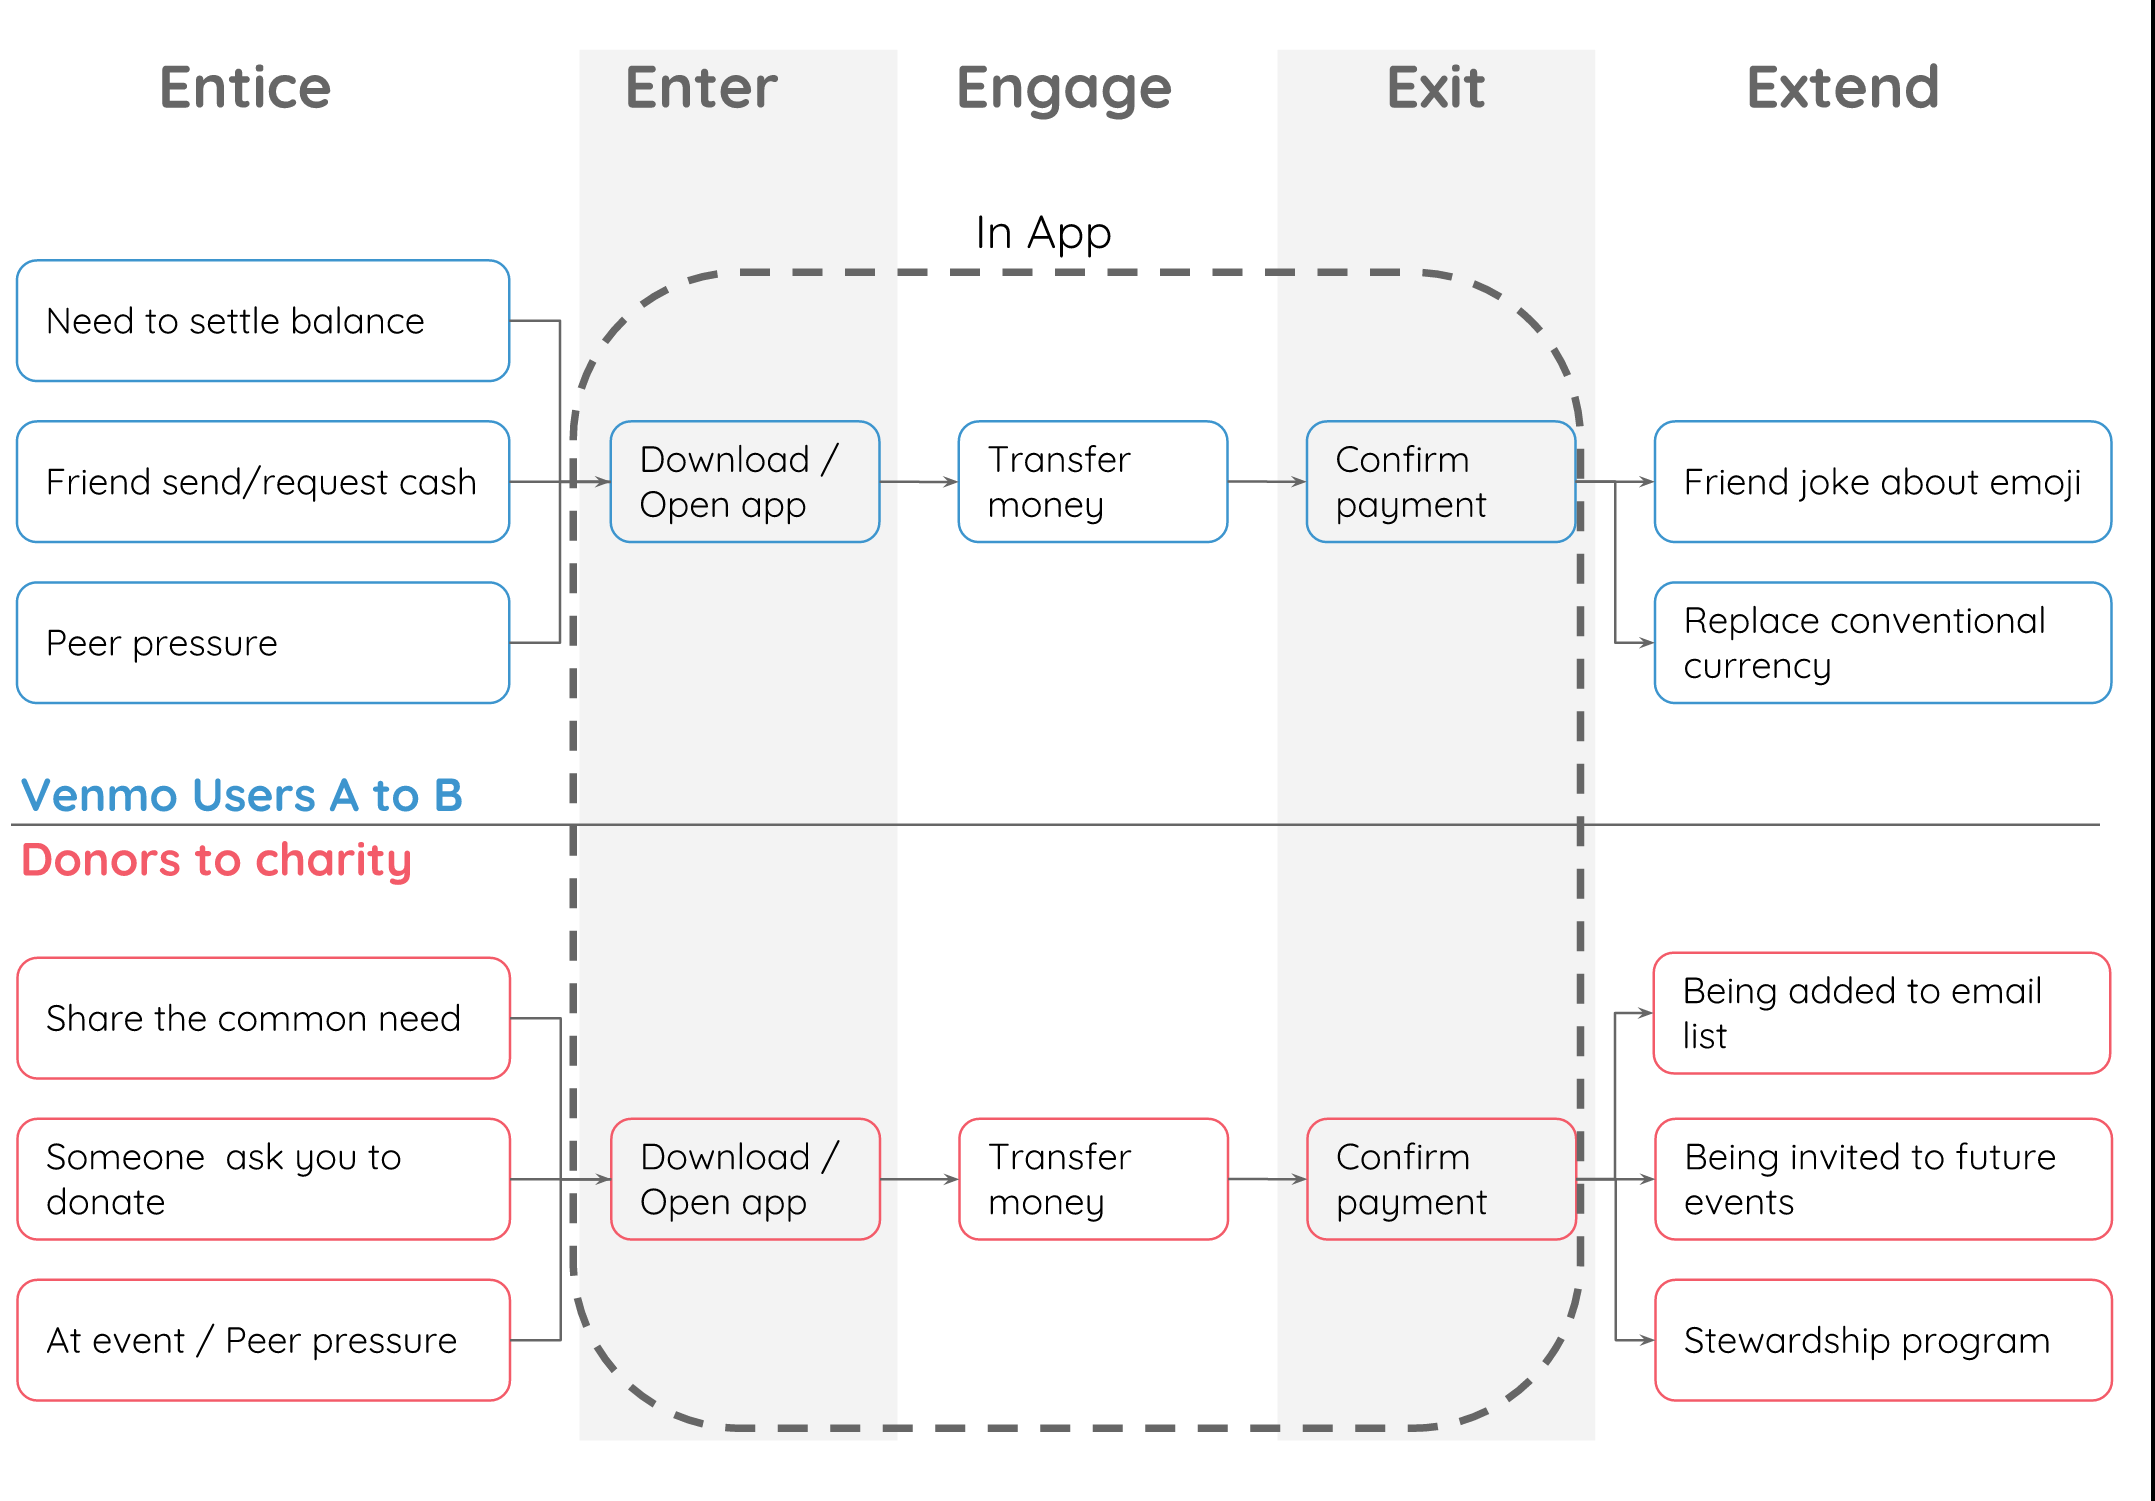 Entice
Enter
Engage
Exit
Extend
In App
Need to settle balance
Friend send/request cash
Peer pressure
Download /
Open app
Transfer
money
Confirm
payment
Friend joke about emoji
Replace conventional
currency
Venmo Users A to B
Donors to charity
Share the common need
Someone  ask you to
donate
At event / Peer pressure
Download /
Open app
Transfer
money
Confirm
payment
Being added to email
list
Being invited to future
events
Stewardship program